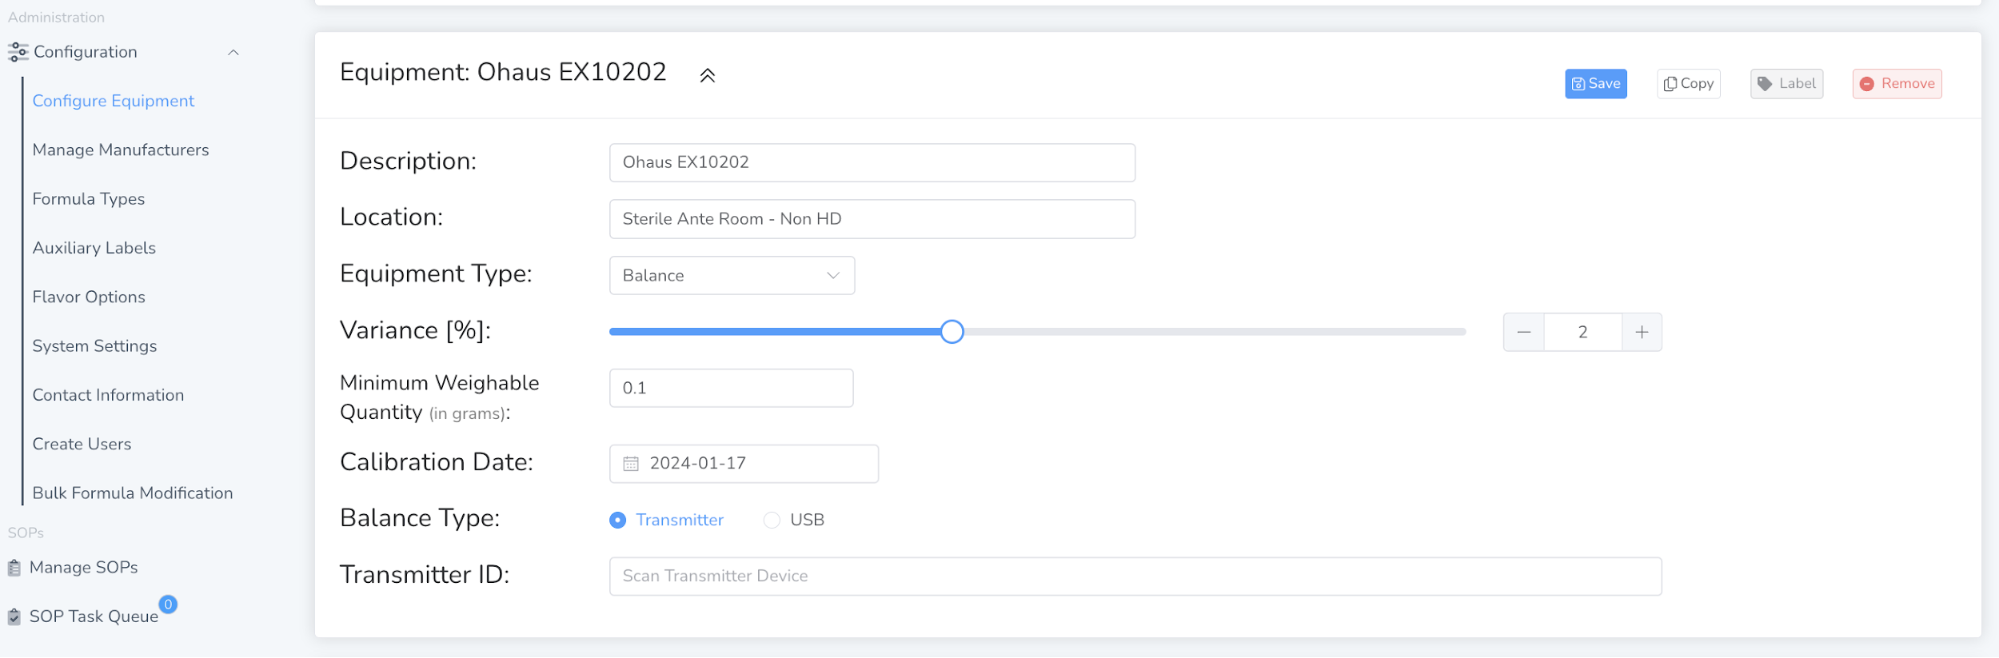 Administration
Configuration
Configure Equipment
Manage Manufacturers
Formula Types
Auxiliary Labels
Flavor Options
System Settings
Contact Information
Create Users
Bulk Formula Modification
SOPs
Manage SOPs
SOP Task Queue 0
Equipment: Ohaus EX10202
Save Copy Label Remove
Description: Ohaus EX10202
Location: Sterile Ante Room - Non HD
Equipment Type: Balance
Variance [%]: 2
Minimum Weighable
Quantity (in grams): 0.1
Calibration Date: 2024-01-17
Balance Type: Transmitter USB
Transmitter ID: Scan Transmitter Device